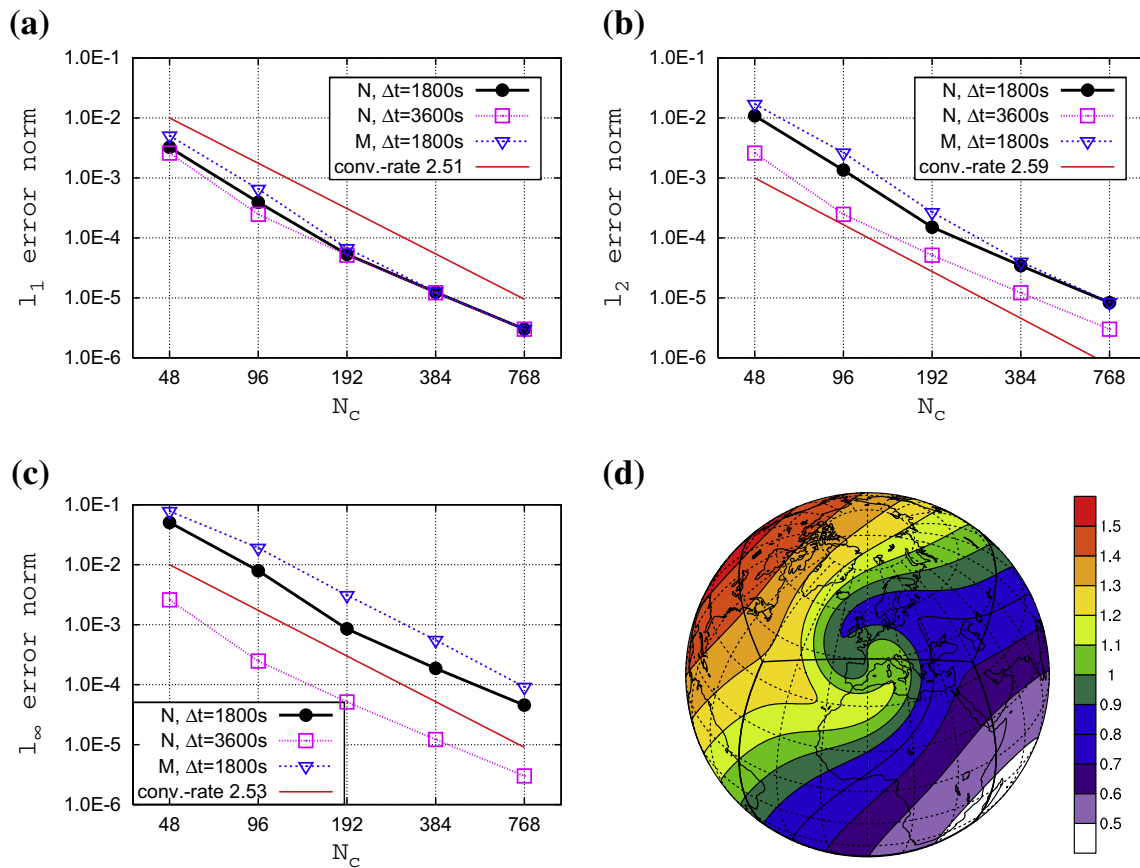 (a)
l1 error norm
1.0E-1
1.0E-2
1.0E-3
1.0E-4
1.0E-5
1.0E-6
N, Δt=1800s
N, Δt=3600s
M, Δt=1800s
conv.-rate 2.51
48 96 192 384 768
Nc
(b)
l2 error norm
1.0E-1
1.0E-2
1.0E-3
1.0E-4
1.0E-5
1.0E-6
N, Δt=1800s
N, Δt=3600s
M, Δt=1800s
conv.-rate 2.59
48 96 192 384 768
Nc
(c)
l∞ error norm
1.0E-1
1.0E-2
1.0E-3
1.0E-4
1.0E-5
1.0E-6
N, Δt=1800s
N, Δt=3600s
M, Δt=1800s
conv.-rate 2.53
48 96 192 384 768
Nc
(d)
1.5
1.4
1.3
1.2
1.1
1
0.9
0.8
0.7
0.6
0.5